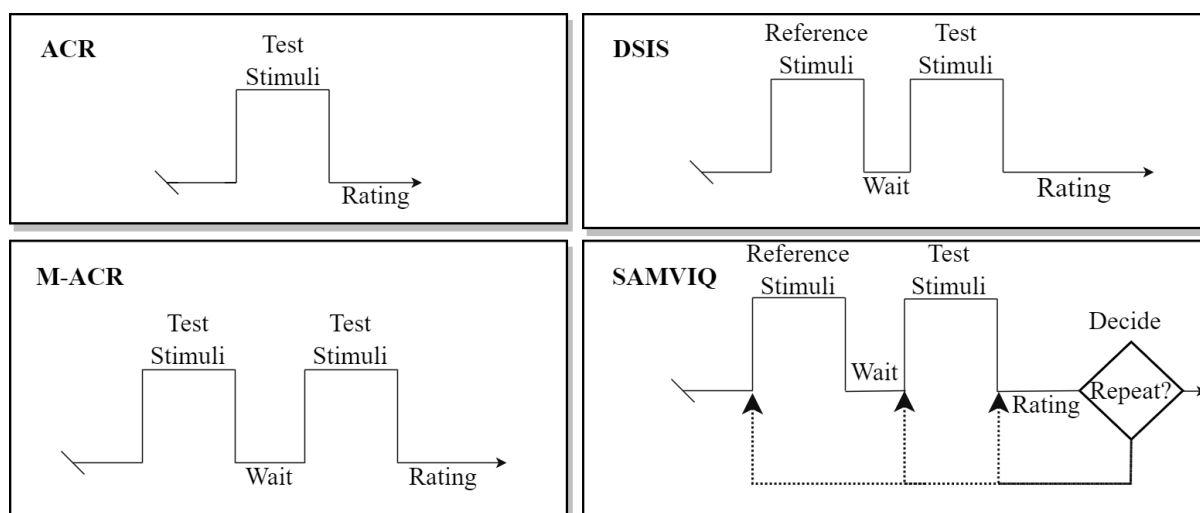 ACR
Test
Stimuli
Rating
DSIS
Reference
Stimuli
Test
Stimuli
Wait
Rating
M-ACR
Test
Stimuli
Test
Stimuli
Wait
Rating
SAMVIQ
Reference
Stimuli
Test
Stimuli
Decide
Wait
Rating
Repeat?